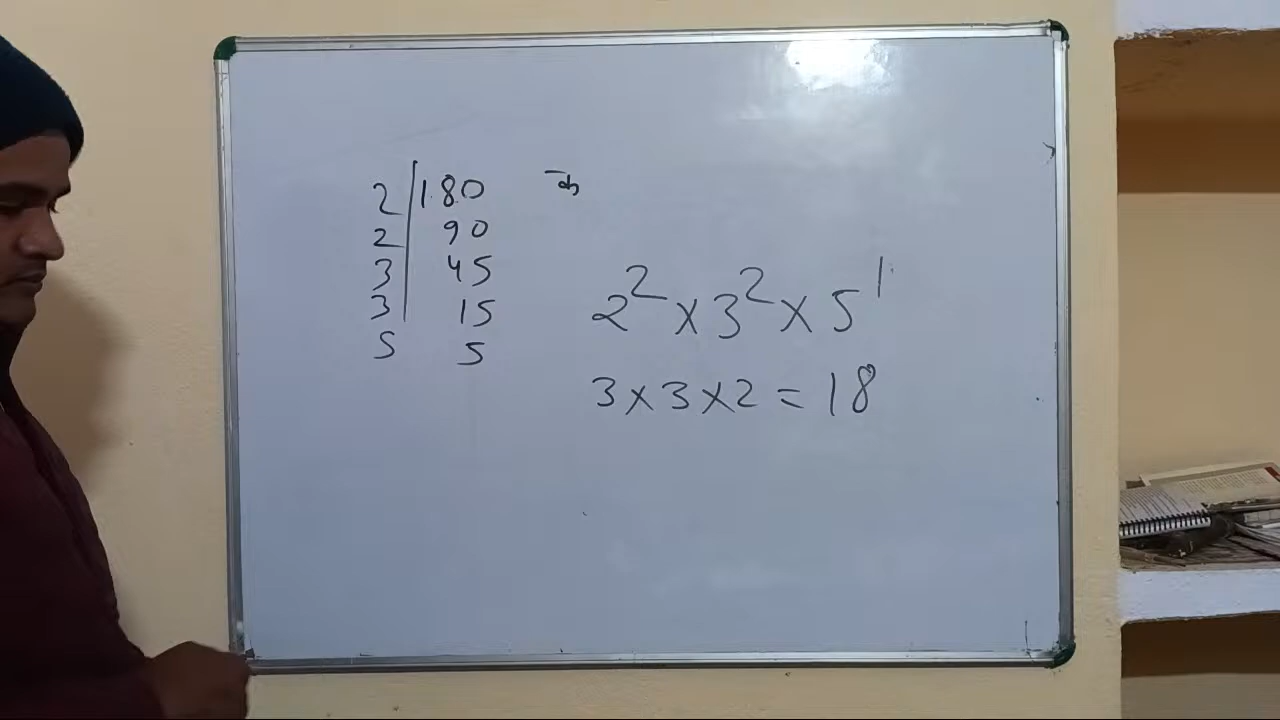 2 | 180
2 | 90
3 | 45
3 | 15
5 5
2² × 3² × 5¹
3 × 3 × 2 = 18